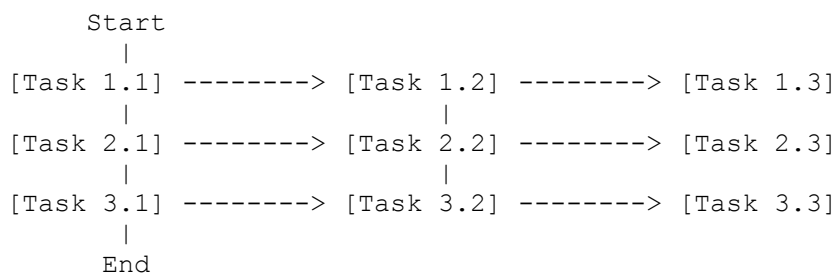 Start
|
[Task 1.1] --------> [Task 1.2] --------> [Task 1.3]
| |
[Task 2.1] --------> [Task 2.2] --------> [Task 2.3]
| |
[Task 3.1] --------> [Task 3.2] --------> [Task 3.3]
|
End